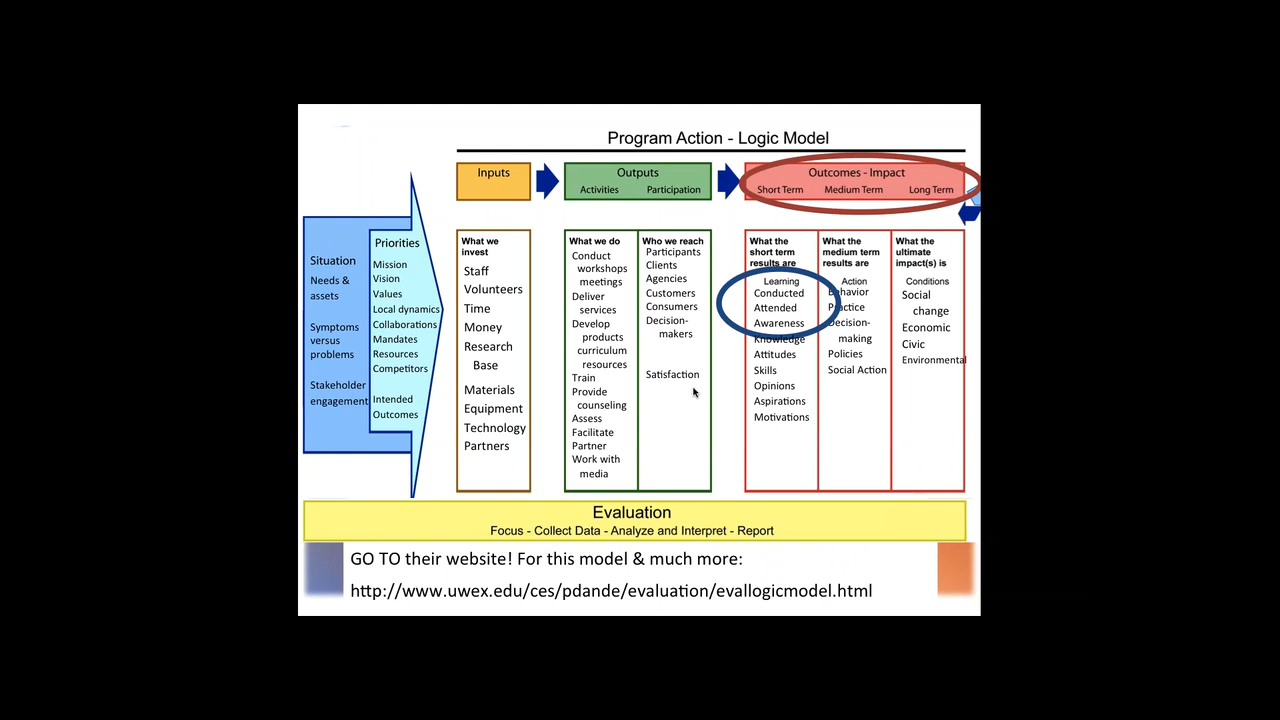 Program Action - Logic Model
Inputs
Outputs
Activities Participation
Outcomes - Impact
Short Term Medium Term Long Term
Situation
Needs &
assets
Symptoms
versus
problems
Stakeholder
engagement
Priorities
Mission
Vision
Values
Local dynamics
Collaborations
Mandates
Resources
Competitors
Intended
Outcomes
What we
invest
Staff
Volunteers
Time
Money
Research
Base
Materials
Equipment
Technology
Partners
What we do
Conduct
workshops
meetings
Deliver
services
Develop
products
curriculum
resources
Train
Provide
counseling
Assess
Facilitate
Partner
Work with
media
Who we reach
Participants
Clients
Agencies
Customers
Consumers
Decision-
makers
Satisfaction
What the
short term
results are
Learning
Conducted
Attended
Awareness
Knowledge
Attitudes
Skills
Opinions
Aspirations
Motivations
What the
medium term
results are
Action
Behavior
Practice
Decision-
making
Policies
Social Action
What the
ultimate
impact(s) is
Conditions
Social
change
Economic
Civic
Environmental
Evaluation
Focus - Collect Data - Analyze and Interpret - Report
GO TO their website! For this model & much more:
http://www.uwex.edu/ces/pdande/evaluation/evallogicmodel.html